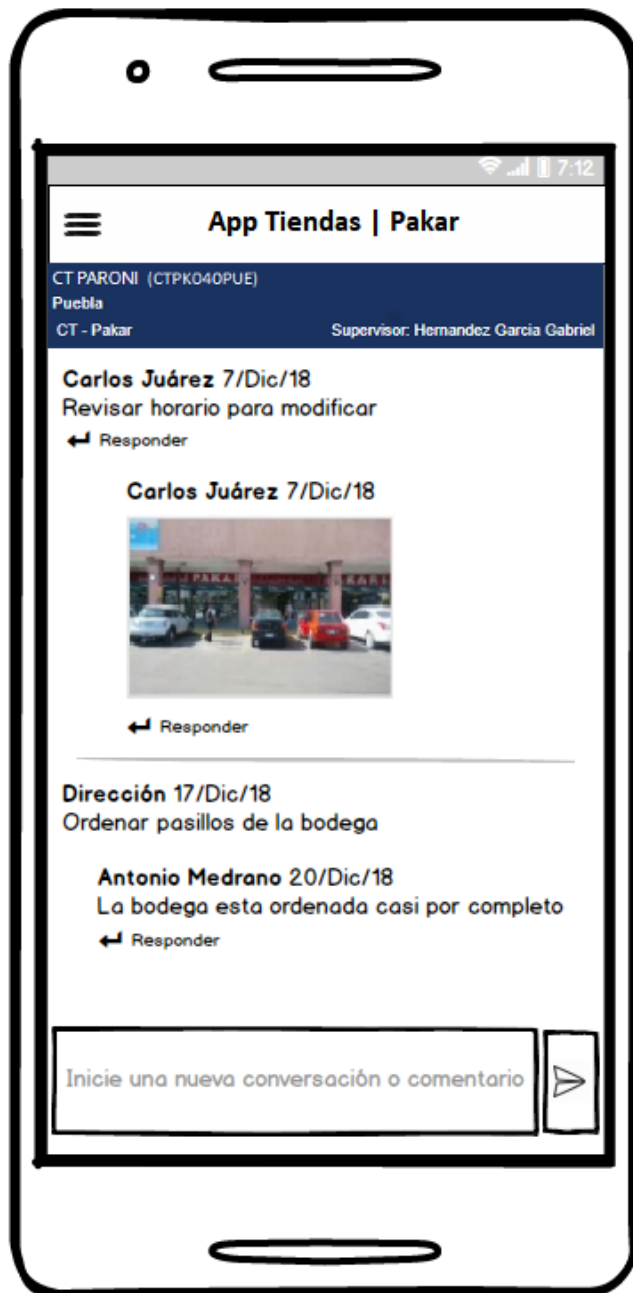 7:12
App Tiendas | Pakar
CT PARONI (CTPK040PUE)
Puebla
CT - Pakar Supervisor: Hernandez Garcia Gabriel
Carlos Juárez 7/Dic/18
Revisar horario para modificar
Responder
Carlos Juárez 7/Dic/18
PAKAR
Responder
Dirección 17/Dic/18
Ordenar pasillos de la bodega
Antonio Medrano 20/Dic/18
La bodega esta ordenada casi por completo
Responder
Inicie una nueva conversación o comentario